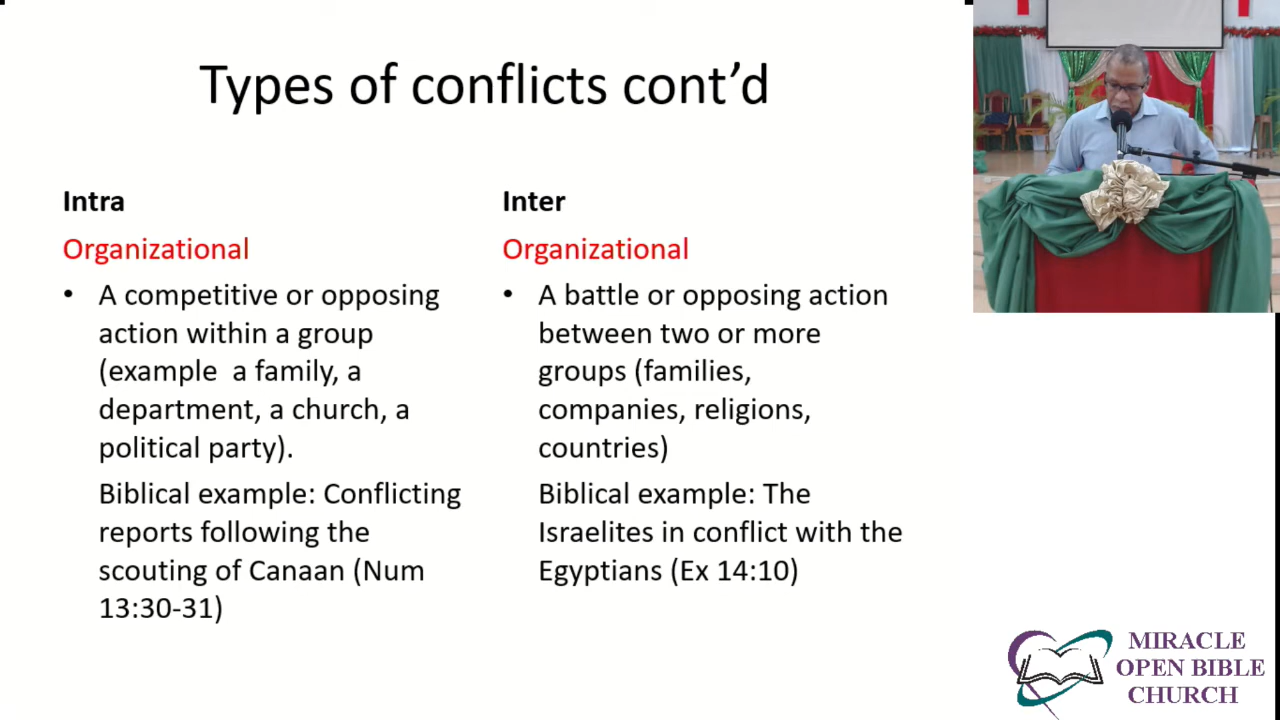 Types of conflicts cont’d
Intra
Organizational
• A competitive or opposing
action within a group
(example  a family, a
department, a church, a
political party).
Biblical example: Conflicting
reports following the
scouting of Canaan (Num
13:30-31)
Inter
Organizational
• A battle or opposing action
between two or more
groups (families,
companies, religions,
countries)
Biblical example: The
Israelites in conflict with the
Egyptians (Ex 14:10)
MIRACLE
OPEN BIBLE
CHURCH